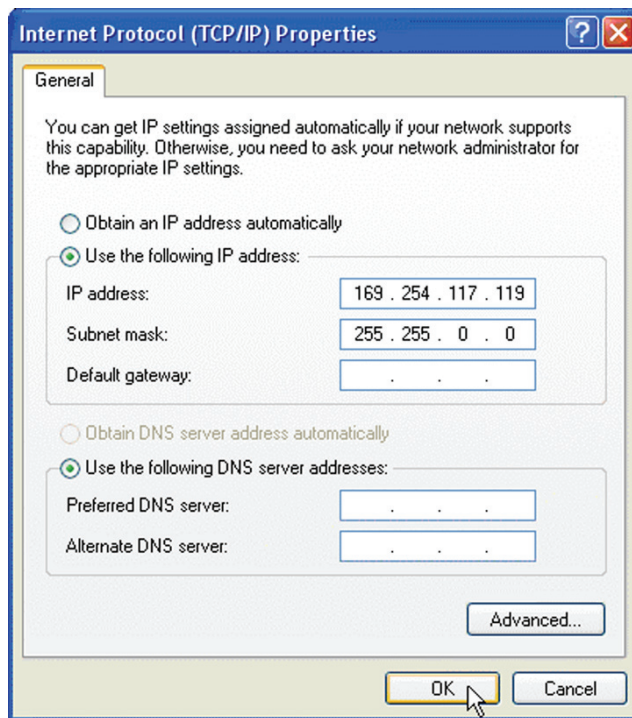 Internet Protocol (TCP/IP) Properties
General
You can get IP settings assigned automatically if your network supports
this capability. Otherwise, you need to ask your network administrator for
the appropriate IP settings.
Obtain an IP address automatically
Use the following IP address:
IP address: 169 . 254 . 117 . 119
Subnet mask: 255 . 255 . 0 . 0
Default gateway: . . .
Obtain DNS server address automatically
Use the following DNS server addresses:
Preferred DNS server: . . .
Alternate DNS server: . . .
Advanced...
OK Cancel